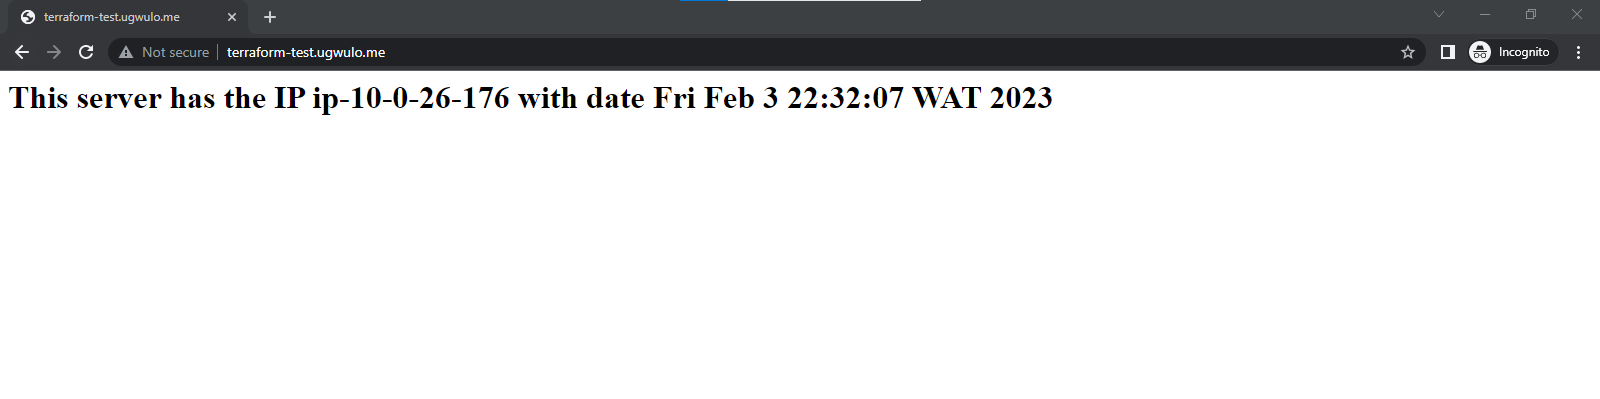 terraform-test.ugwulo.me
Not secure terraform-test.ugwulo.me Incognito
This server has the IP ip-10-0-26-176 with date Fri Feb 3 22:32:07 WAT 2023